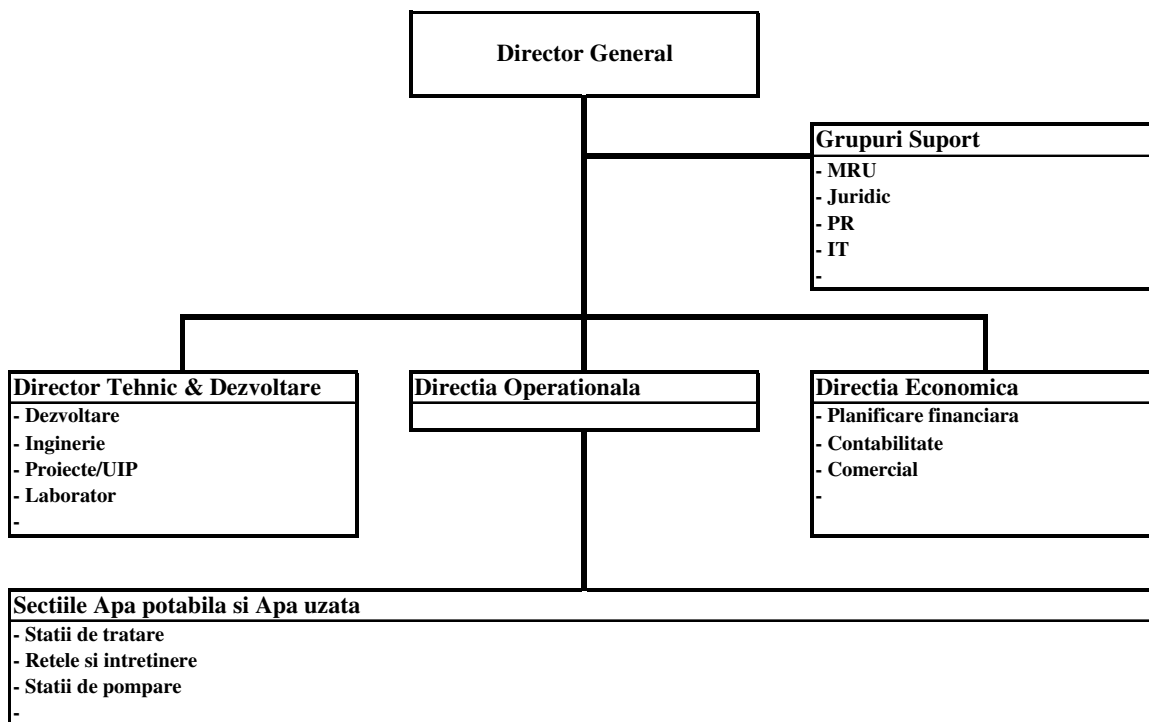 Director General
Grupuri Suport
- MRU
- Juridic
- PR
- IT
-
Director Tehnic & Dezvoltare
- Dezvoltare
- Inginerie
- Proiecte/UIP
- Laborator
-
Directia Operationala
Directia Economica
- Planificare financiara
- Contabilitate
- Comercial
-
Sectiile Apa potabila si Apa uzata
- Statii de tratare
- Retele si intretinere
- Statii de pompare
-